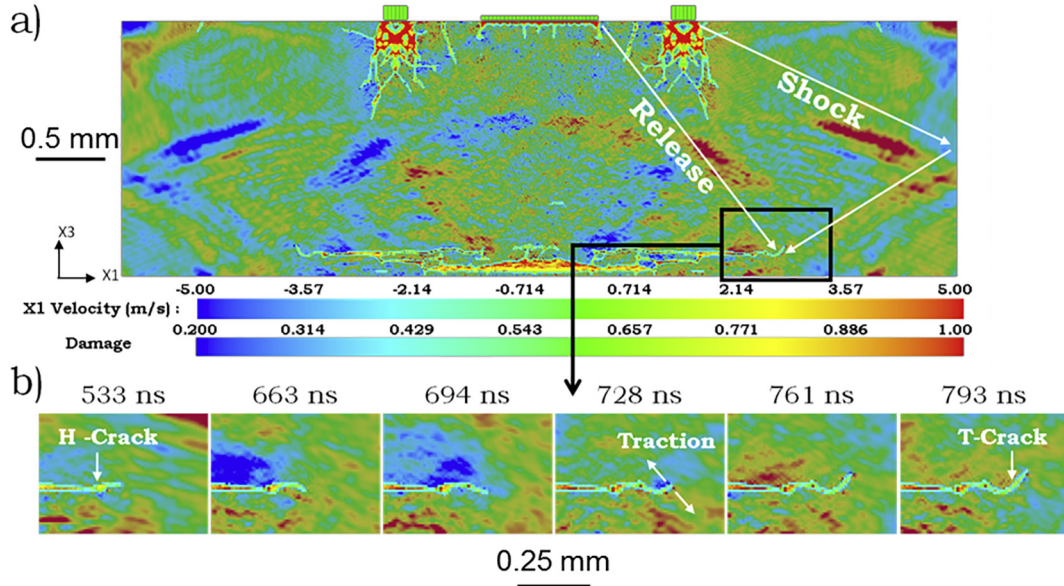 a)
Shock
Release
0.5 mm
X3
X1
-5.00 -3.57 -2.14 -0.714 0.714 2.14 3.57 5.00
X1 Velocity (m/s) :
0.200 0.314 0.429 0.543 0.657 0.771 0.886 1.00
Damage
b)
533 ns 663 ns 694 ns 728 ns 761 ns 793 ns
H -Crack Traction T-Crack
0.25 mm